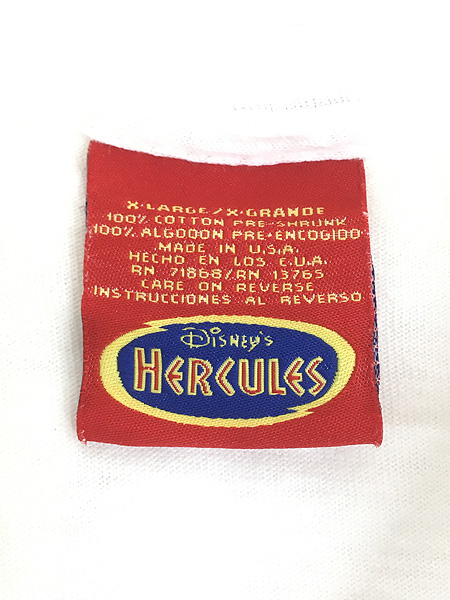 X-LARGE/X-GRANDE
100% COTTON PRE-SHRUNK
100% ALGODON PRE-ENCOGIDO
MADE IN U.S.A.
HECHO EN LOS E.U.A.
RN 71868/RN 13765
CARE ON REVERSE
INSTRUCCIONES AL REVERSO
Disney's
HERCULES